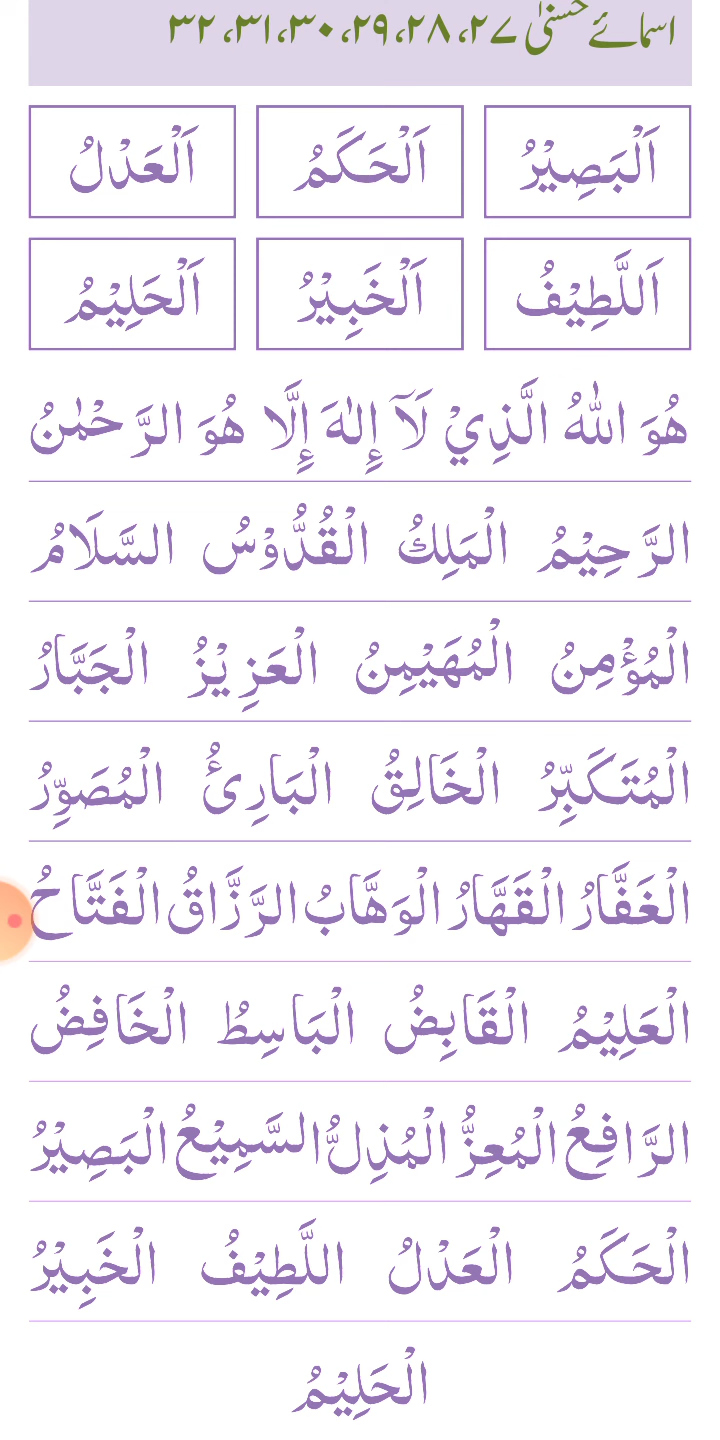 اسمائے حسنیٰ ۲۷، ۲۸، ۲۹، ۳۰، ۳۱، ۳۲
اَلْبَصِيْرُ اَلْحَكَمُ اَلْعَدْلُ
اَللَّطِيْفُ اَلْخَبِيْرُ اَلْحَلِيْمُ
هُوَ اللّٰهُ الَّذِيْ لَآ إِلٰهَ إِلَّا هُوَ الرَّحْمٰنُ
الرَّحِيْمُ الْمَلِكُ الْقُدُّوْسُ السَّلَامُ
الْمُؤْمِنُ الْمُهَيْمِنُ الْعَزِيْزُ الْجَبَّارُ
الْمُتَكَبِّرُ الْخَالِقُ الْبَارِئُ الْمُصَوِّرُ
الْغَفَّارُ الْقَهَّارُ الْوَهَّابُ الرَّزَّاقُ الْفَتَّاحُ
الْعَلِيْمُ الْقَابِضُ الْبَاسِطُ الْخَافِضُ
الرَّافِعُ الْمُعِزُّ الْمُذِلُّ السَّمِيْعُ الْبَصِيْرُ
الْحَكَمُ الْعَدْلُ اللَّطِيْفُ الْخَبِيْرُ
الْحَلِيْمُ